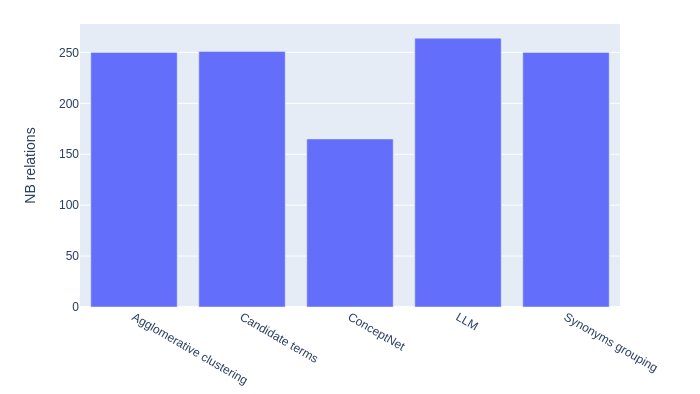 NB relations
250
200
150
100
50
0
Agglomerative clustering
Candidate terms
ConceptNet
LLM
Synonyms grouping